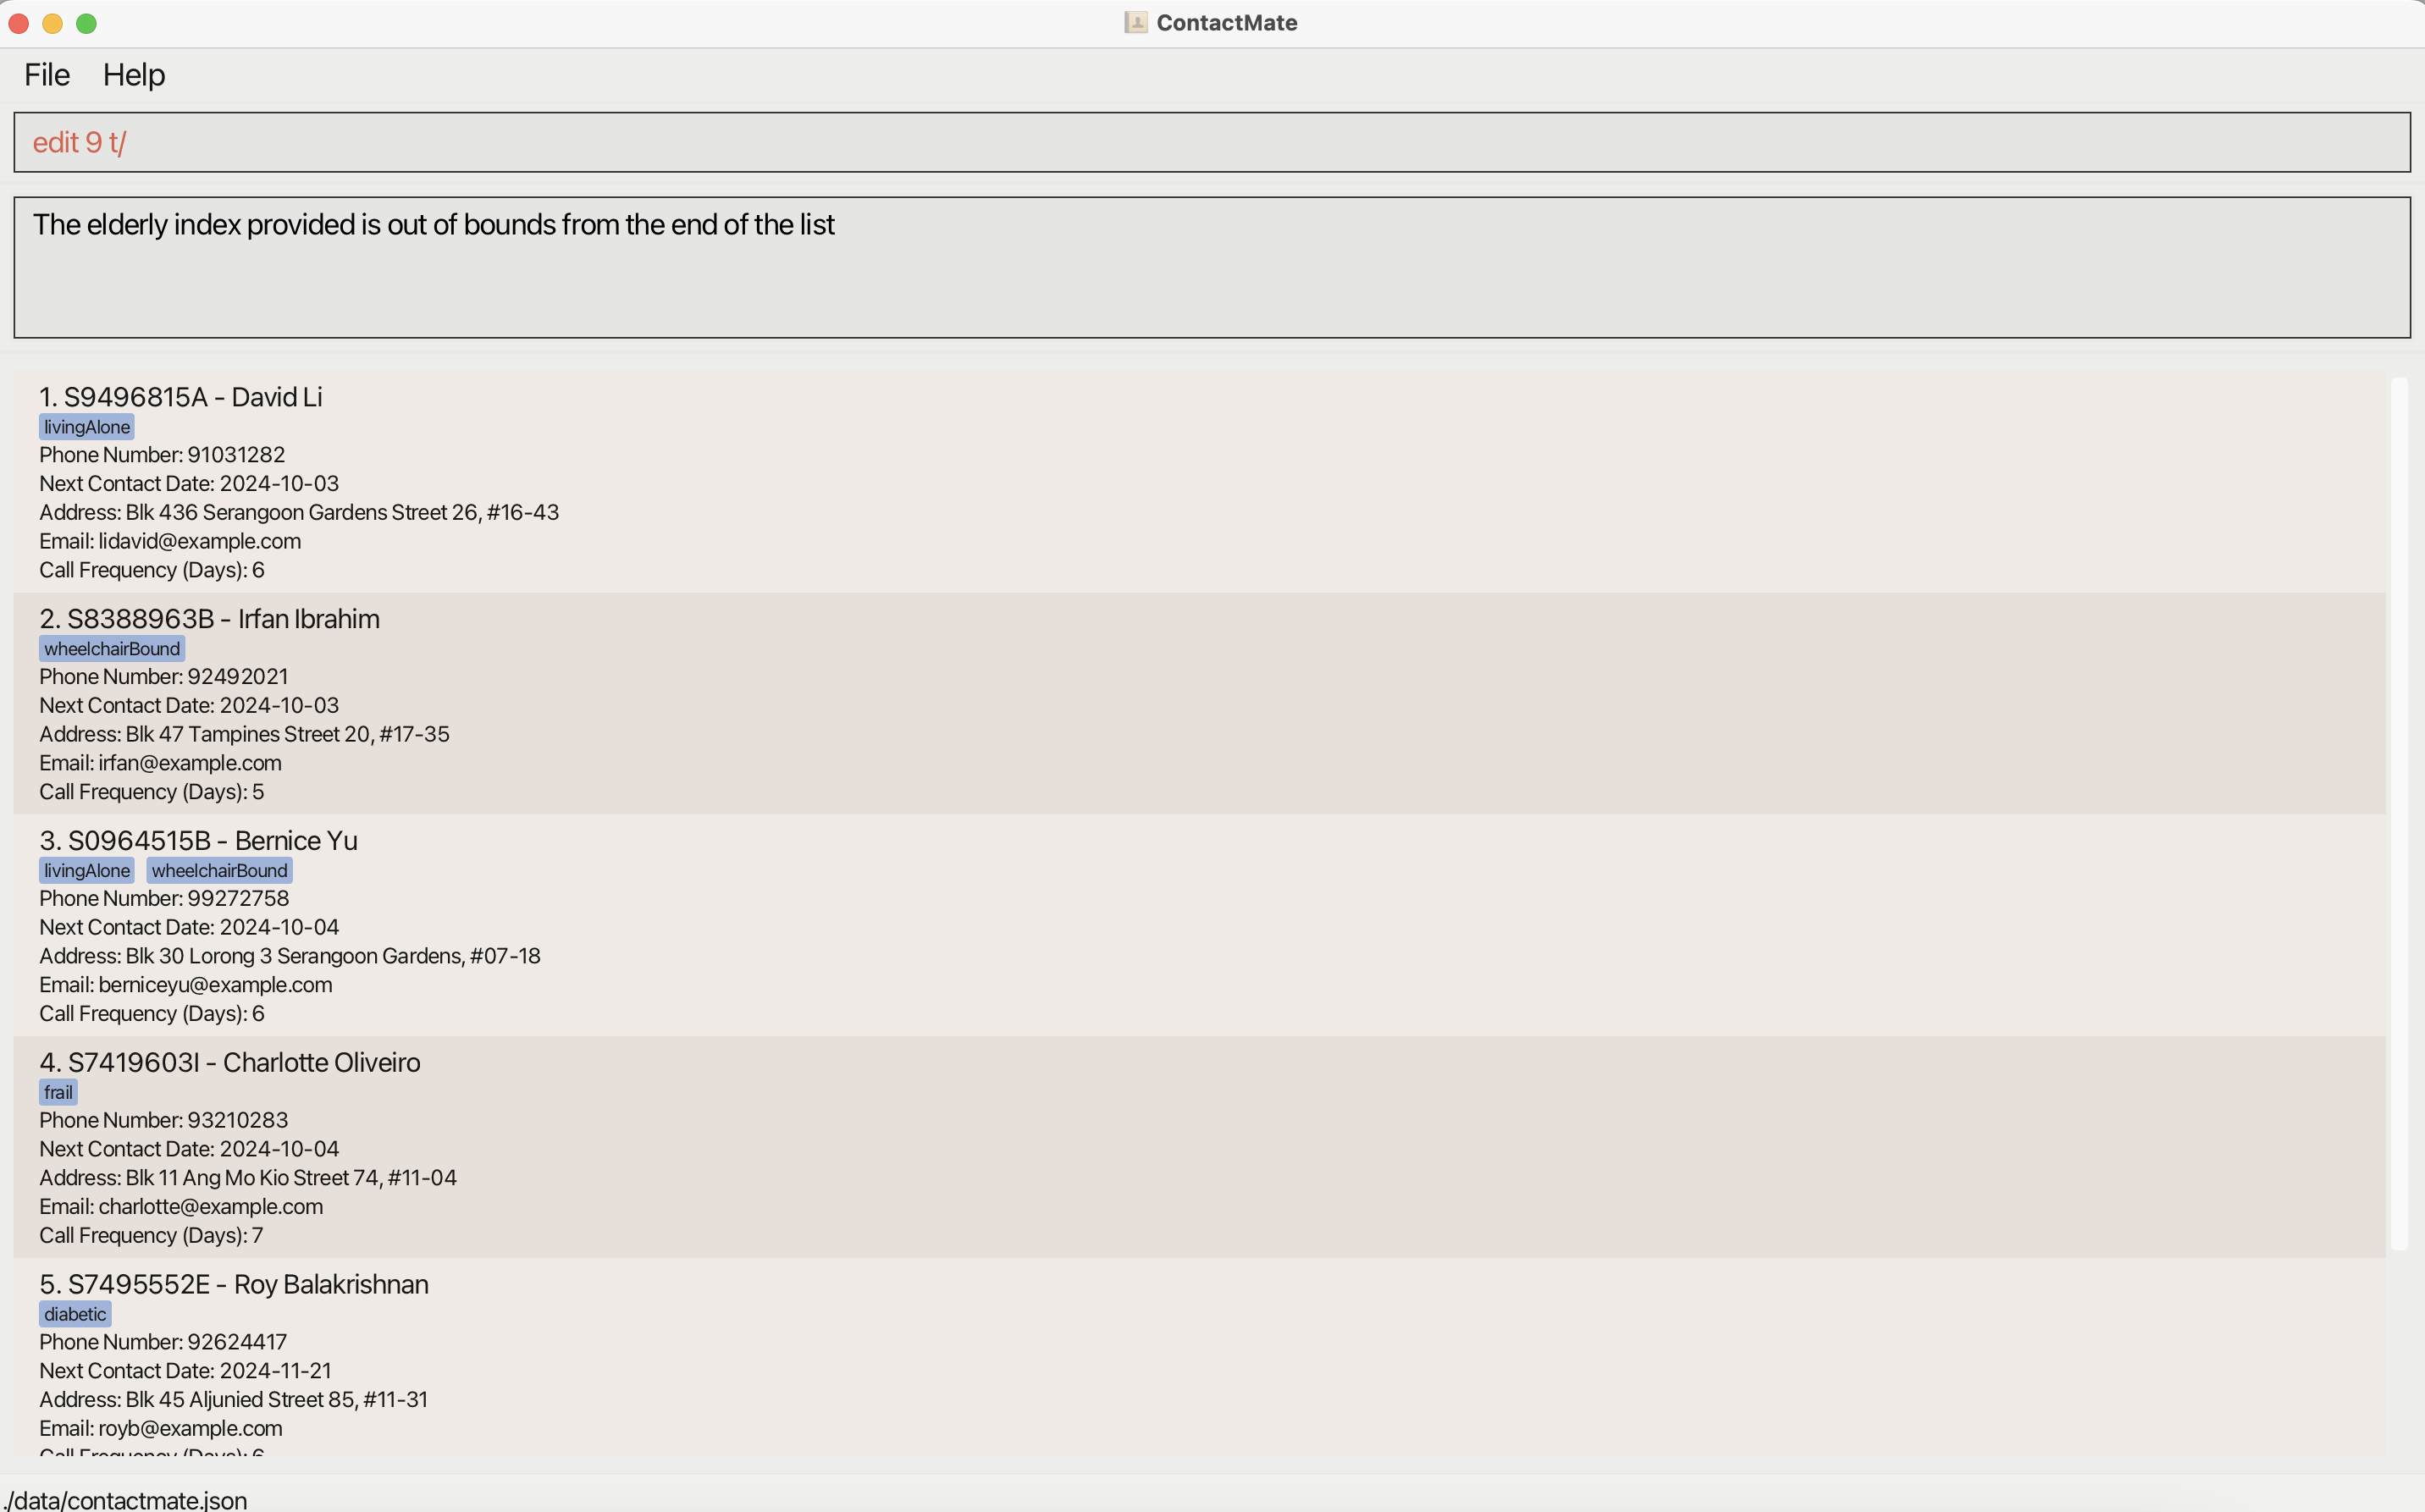 ContactMate
File Help
edit 9 t/
The elderly index provided is out of bounds from the end of the list
1. S9496815A - David Li
livingAlone
Phone Number: 91031282
Next Contact Date: 2024-10-03
Address: Blk 436 Serangoon Gardens Street 26, #16-43
Email: lidavid@example.com
Call Frequency (Days): 6
2. S8388963B - Irfan Ibrahim
wheelchairBound
Phone Number: 92492021
Next Contact Date: 2024-10-03
Address: Blk 47 Tampines Street 20, #17-35
Email: irfan@example.com
Call Frequency (Days): 5
3. S0964515B - Bernice Yu
livingAlone wheelchairBound
Phone Number: 99272758
Next Contact Date: 2024-10-04
Address: Blk 30 Lorong 3 Serangoon Gardens, #07-18
Email: berniceyu@example.com
Call Frequency (Days): 6
4. S7419603I - Charlotte Oliveiro
frail
Phone Number: 93210283
Next Contact Date: 2024-10-04
Address: Blk 11 Ang Mo Kio Street 74, #11-04
Email: charlotte@example.com
Call Frequency (Days): 7
5. S7495552E - Roy Balakrishnan
diabetic
Phone Number: 92624417
Next Contact Date: 2024-11-21
Address: Blk 45 Aljunied Street 85, #11-31
Email: royb@example.com
Call Frequency (Days): 6
./data/contactmate.json